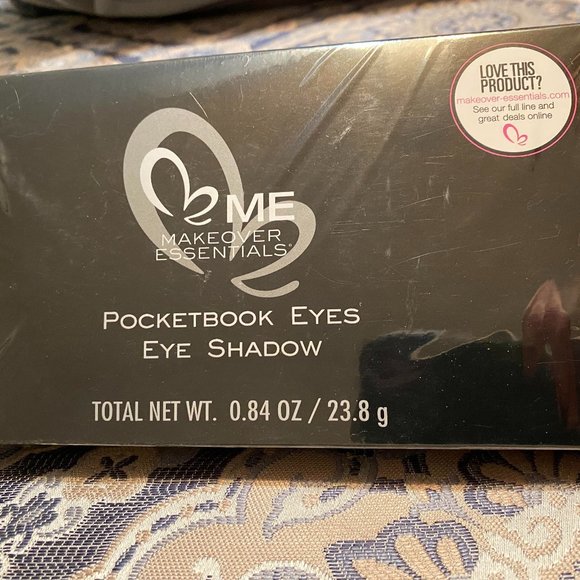 LOVE THIS
PRODUCT?
makeover-essentials.com
See our full line and
great deals online
ME
MAKEOVER
ESSENTIALS®
POCKETBOOK EYES
EYE SHADOW
TOTAL NET WT. 0.84 OZ / 23.8 g